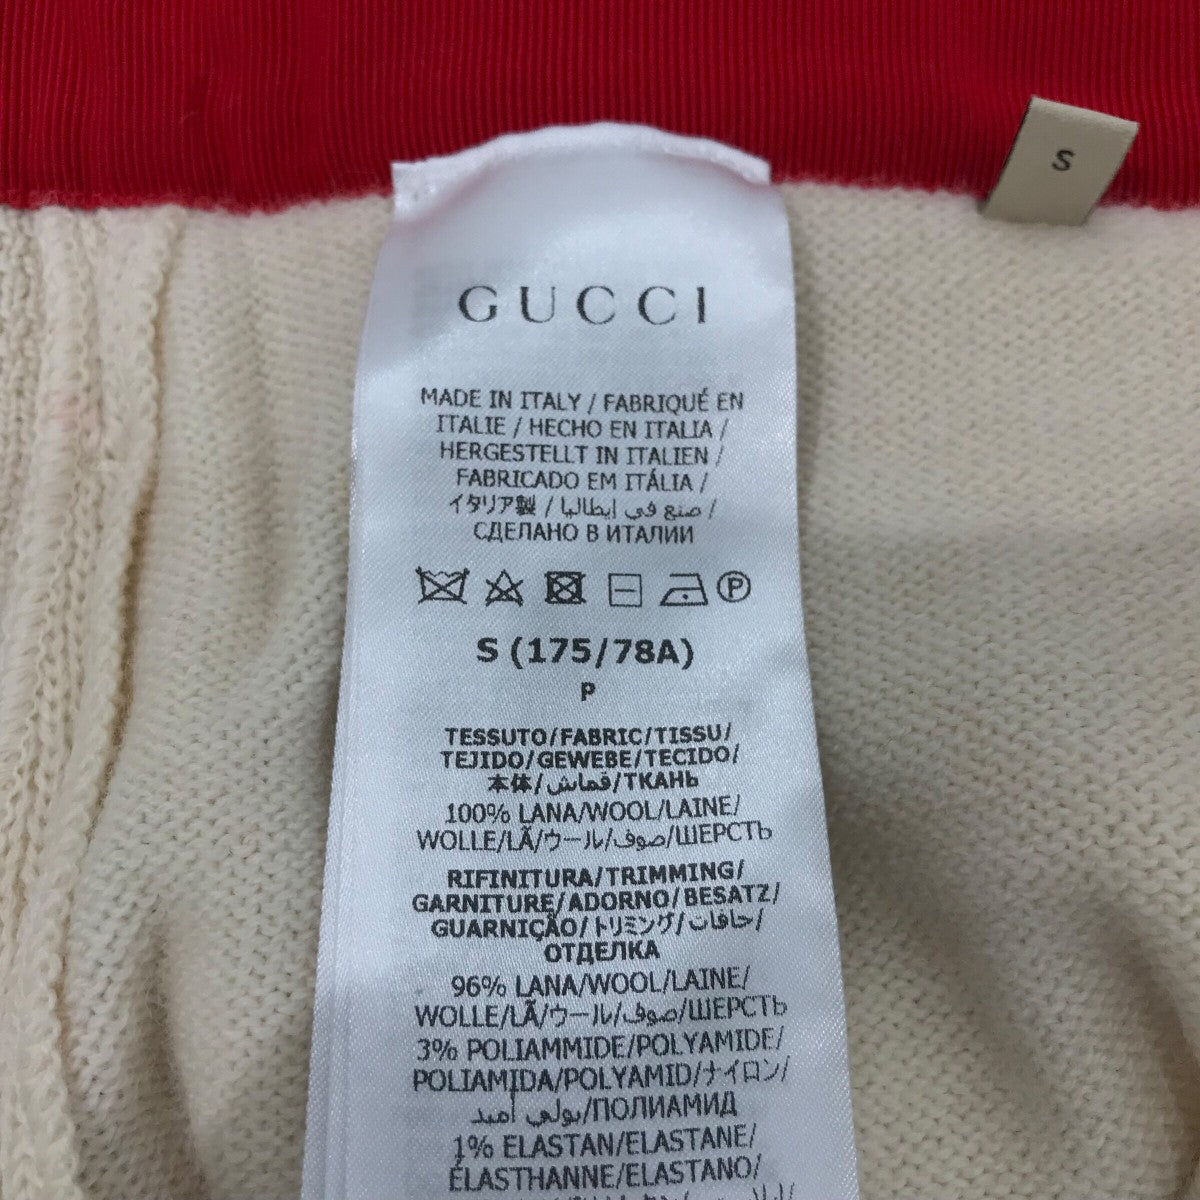 S
GUCCI
MADE IN ITALY / FABRIQUÉ EN
ITALIE / HECHO EN ITALIA /
HERGESTELLT IN ITALIEN /
FABRICADO EM ITÁLIA /
イタリア製 / صنع في ايطاليا /
СДЕЛАНО В ИТАЛИИ
P
S (175/78A)
P
TESSUTO/FABRIC/TISSU/
TEJIDO/GEWEBE/TECIDO/
本体/قماش/ТКАНЬ
100% LANA/WOOL/LAINE/
WOLLE/LÃ/ウール/صوف/ШЕРСТЬ
RIFINITURA/TRIMMING/
GARNITURE/ADORNO/BESATZ/
GUARNIÇÃO/トリミング/حافات/
ОТДЕЛКА
96% LANA/WOOL/LAINE/
WOLLE/LÃ/ウール/صوف/ШЕРСТЬ
3% POLIAMMIDE/POLYAMIDE/
POLIAMIDA/POLYAMID/ナイロン/
بولي أميد/ПОЛИАМИД
1% ELASTAN/ELASTANE/
ÉLASTHANNE/ELASTANO/